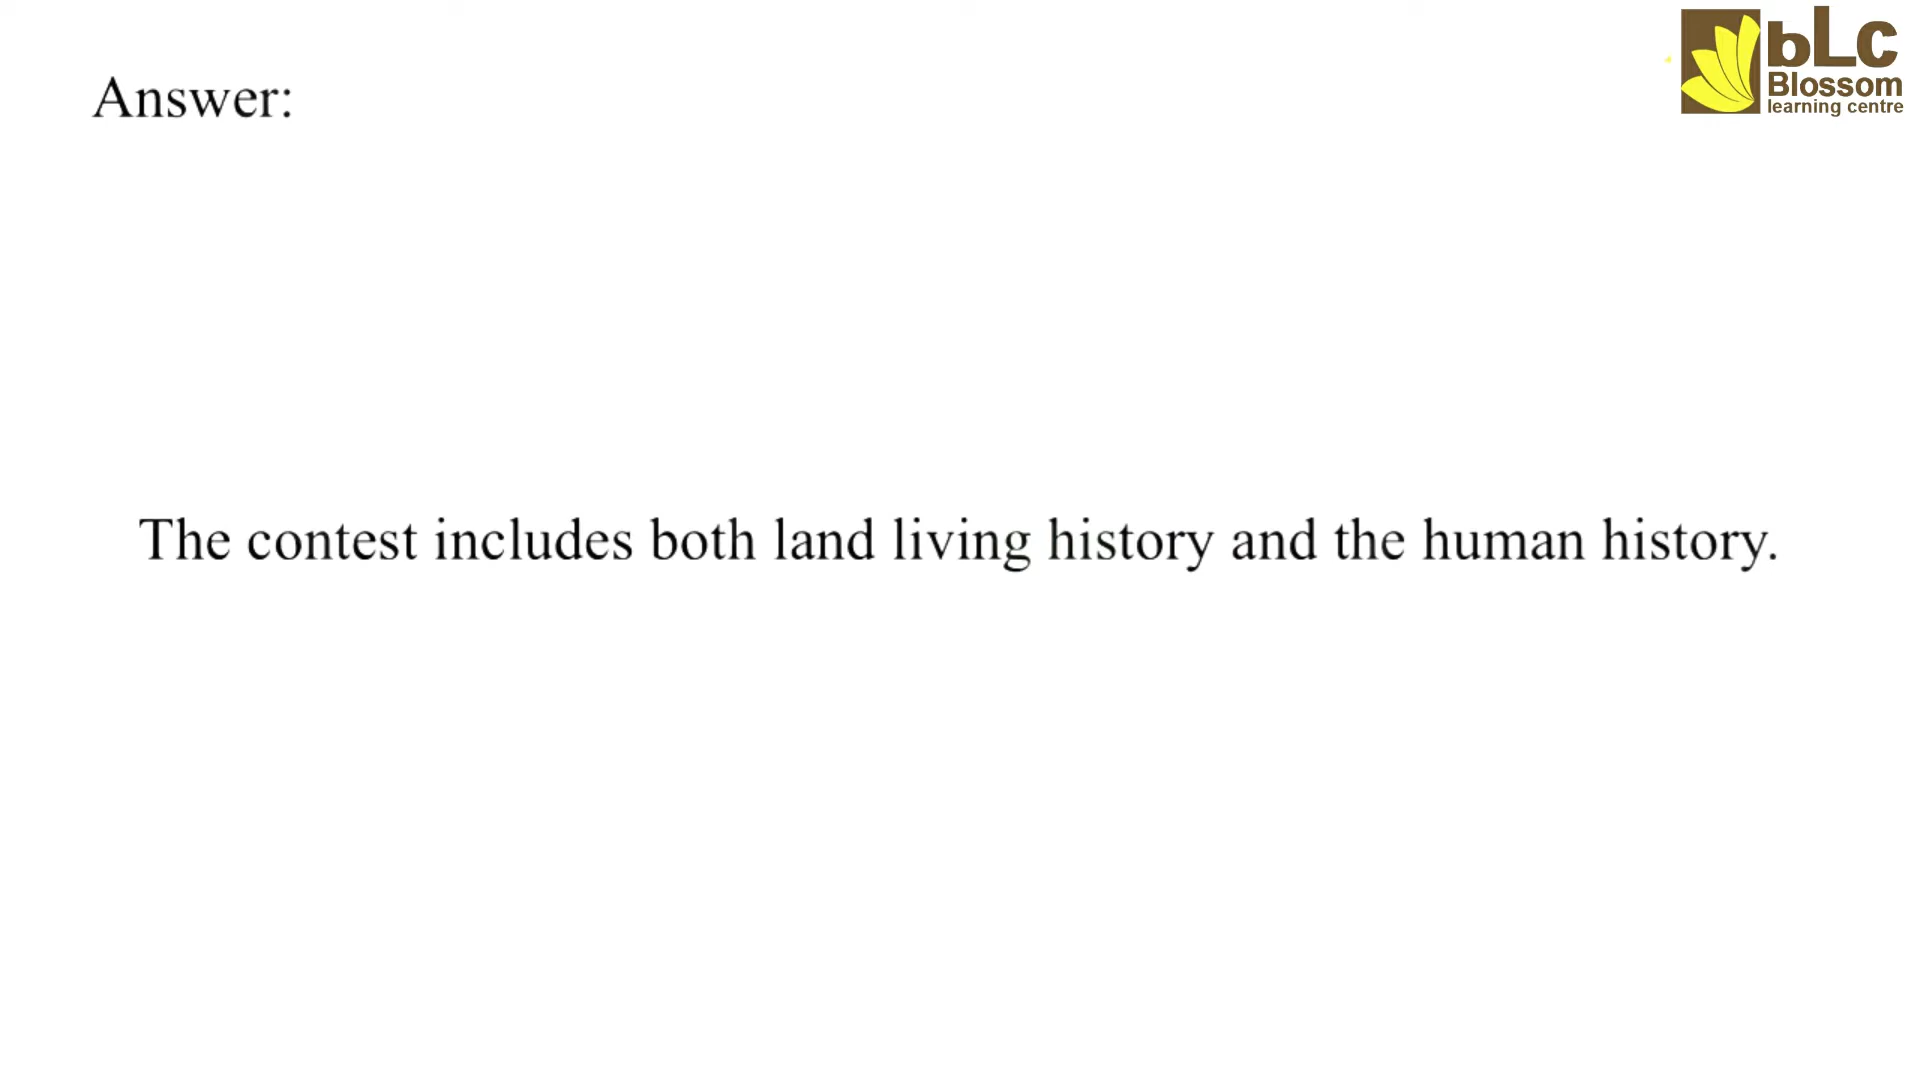 bLc
Blossom
learning centre
Answer:
The contest includes both land living history and the human history.